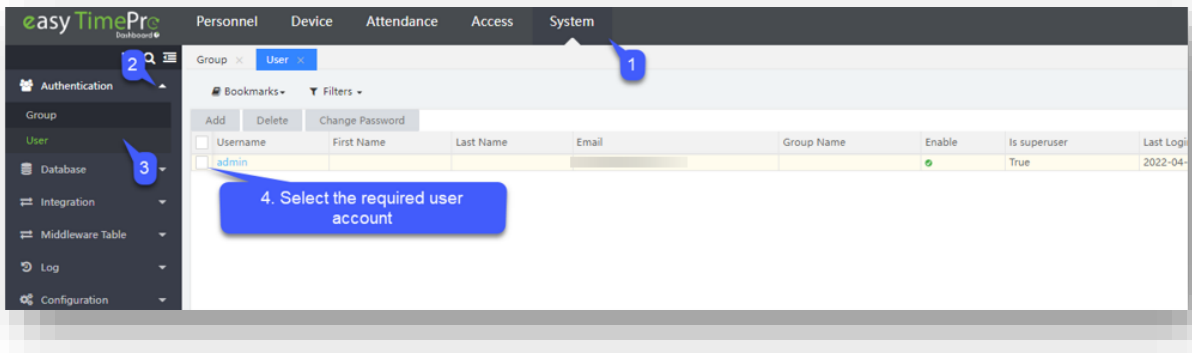 easy TimePro
Dashboard
Personnel Device Attendance Access System
1
2
Group × User ×
Authentication
Bookmarks Filters
Group
Add Delete Change Password
User
3
Username First Name Last Name Email Group Name Enable Is superuser Last Logi
admin True 2022-04-
Database
4. Select the required user
account
Integration
Middleware Table
Log
Configuration